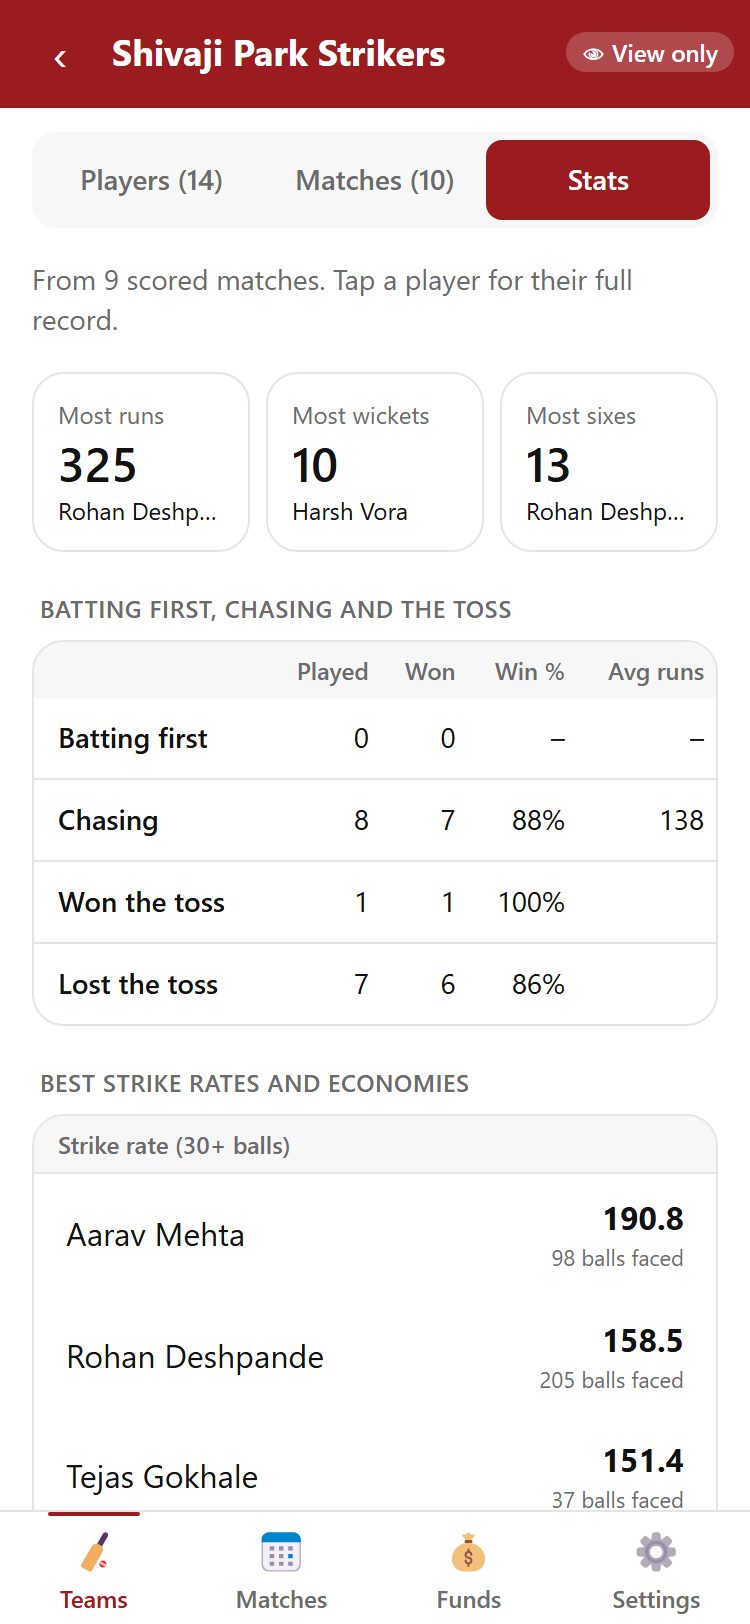 ‹ Shivaji Park Strikers View only
Players (14) Matches (10) Stats
From 9 scored matches. Tap a player for their full
record.
Most runs Most wickets Most sixes
325 10 13
Rohan Deshp... Harsh Vora Rohan Deshp...
BATTING FIRST, CHASING AND THE TOSS
Played Won Win % Avg runs
Batting first 0 0 – –
Chasing 8 7 88% 138
Won the toss 1 1 100%
Lost the toss 7 6 86%
BEST STRIKE RATES AND ECONOMIES
Strike rate (30+ balls)
Aarav Mehta 190.8
98 balls faced
Rohan Deshpande 158.5
205 balls faced
Tejas Gokhale 151.4
37 balls faced
Teams Matches Funds Settings